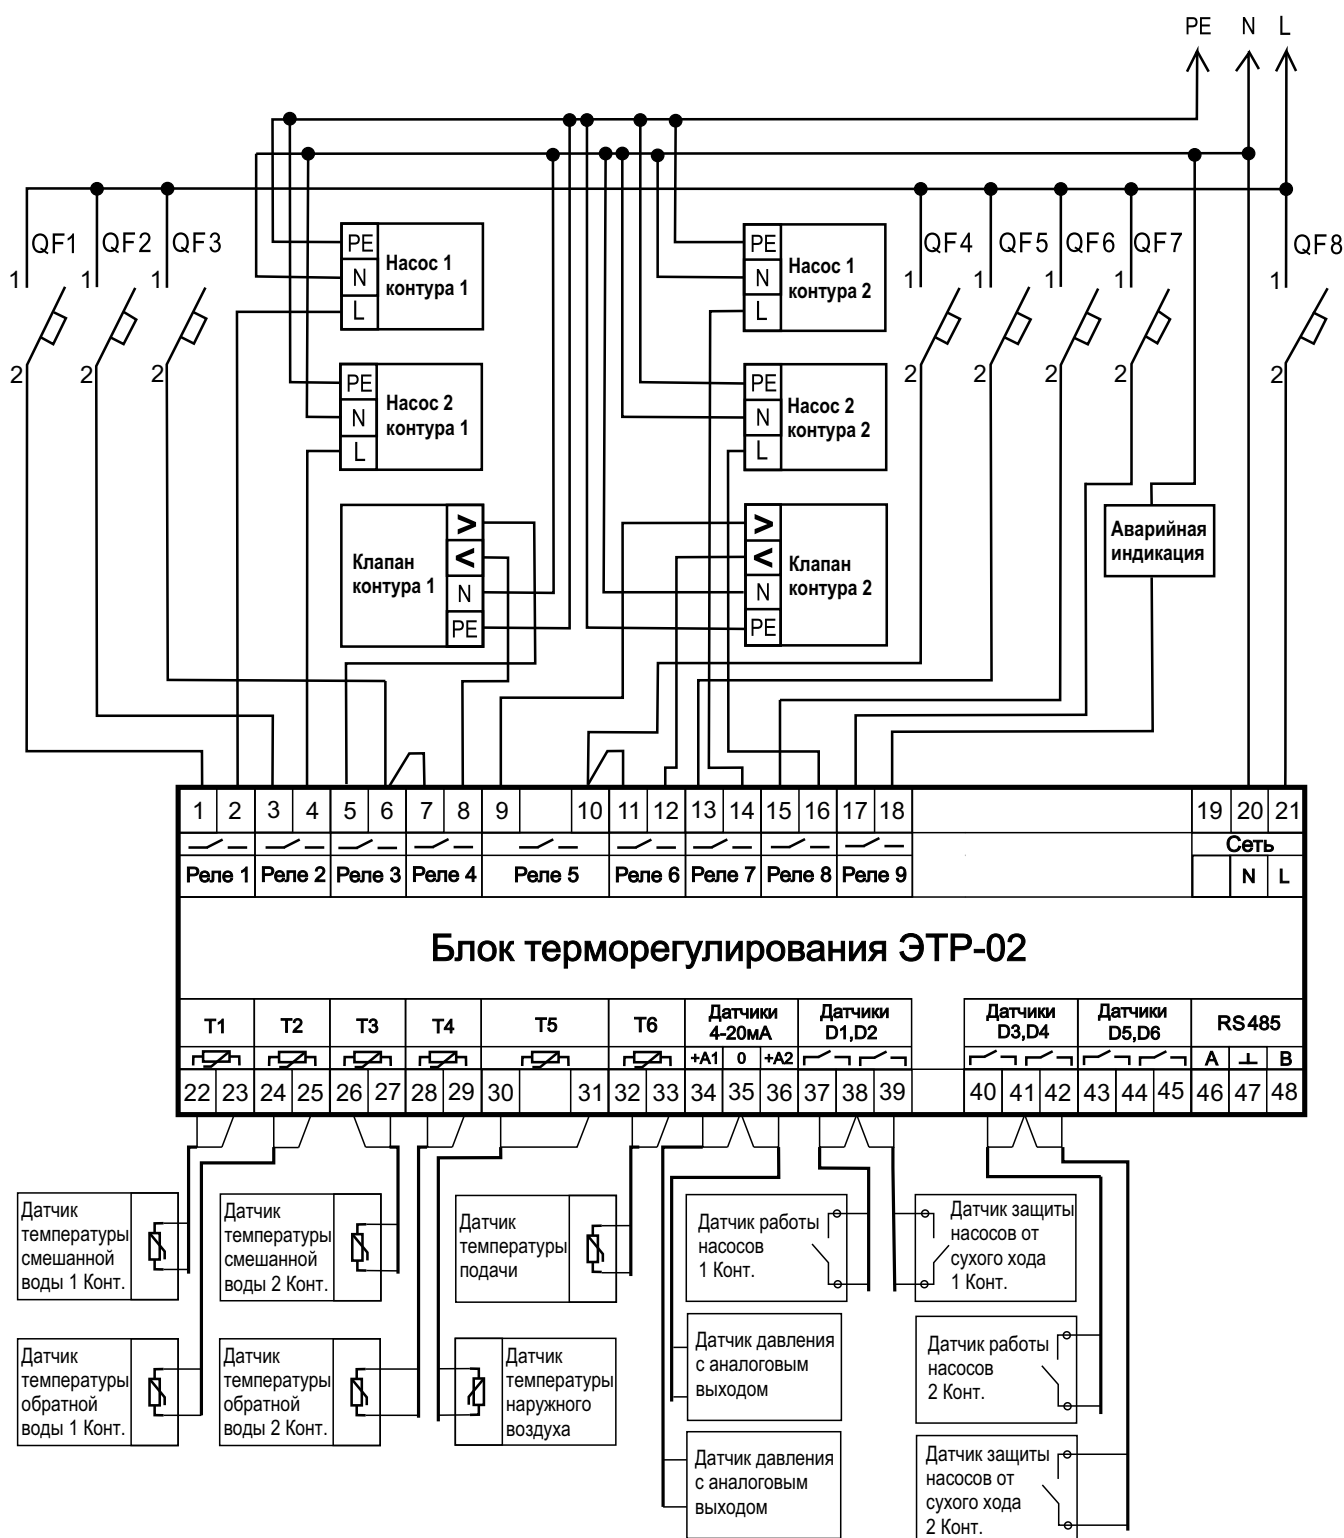 PE N L
QF1 QF2 QF3 QF4 QF5 QF6 QF7 QF8
1 1 1 1 1 1 1 1
2 2 2 2 2 2 2 2
PE
N
L
Насос 1
контура 1
PE
N
L
Насос 1
контура 2
PE
N
L
Насос 2
контура 1
PE
N
L
Насос 2
контура 2
Клапан
контура 1
>
<
N
PE
>
<
N
PE
Клапан
контура 2
Аварийная
индикация
1 2 3 4 5 6 7 8 9 10 11 12 13 14 15 16 17 18 19 20 21
Сеть
Реле 1 Реле 2 Реле 3 Реле 4 Реле 5 Реле 6 Реле 7 Реле 8 Реле 9 N L
Блок терморегулирования ЭТР-02
T1 T2 T3 T4 T5 T6
Датчики
4-20мА
Датчики
D1,D2
Датчики
D3,D4
Датчики
D5,D6
RS485
+A1 0 +A2 A ⊥ B
22 23 24 25 26 27 28 29 30 31 32 33 34 35 36 37 38 39 40 41 42 43 44 45 46 47 48
Датчик
температуры
смешанной
воды 1 Конт.
Датчик
температуры
смешанной
воды 2 Конт.
Датчик
температуры
подачи
Датчик работы
насосов
1 Конт.
Датчик защиты
насосов от
сухого хода
1 Конт.
Датчик
температуры
обратной
воды 1 Конт.
Датчик
температуры
обратной
воды 2 Конт.
Датчик
температуры
наружного
воздуха
Датчик давления
с аналоговым
выходом
Датчик работы
насосов
2 Конт.
Датчик давления
с аналоговым
выходом
Датчик защиты
насосов от
сухого хода
2 Конт.